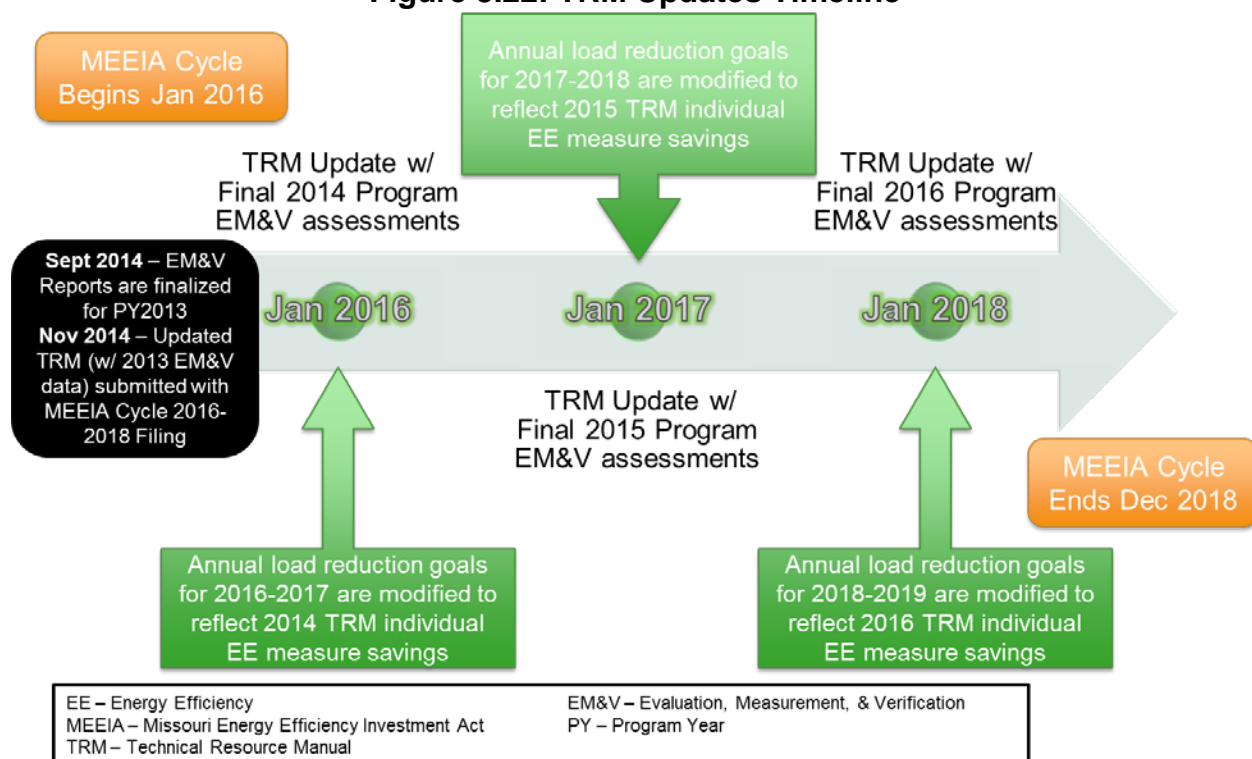 Figure 3.22: TRM Updates Timeline
MEEIA Cycle
Begins Jan 2016
Annual load reduction goals
for 2017-2018 are modified to
reflect 2015 TRM individual
EE measure savings
TRM Update w/
Final 2014 Program
EM&V assessments
TRM Update w/
Final 2016 Program
EM&V assessments
Sept 2014 – EM&V
Reports are finalized
for PY2013
Nov 2014 – Updated
TRM (w/ 2013 EM&V
data) submitted with
MEEIA Cycle 2016-
2018 Filing
Jan 2016
Jan 2017
Jan 2018
TRM Update w/
Final 2015 Program
EM&V assessments
MEEIA Cycle
Ends Dec 2018
Annual load reduction goals
for 2016-2017 are modified to
reflect 2014 TRM individual
EE measure savings
Annual load reduction goals
for 2018-2019 are modified to
reflect 2016 TRM individual
EE measure savings
EE – Energy Efficiency
MEEIA – Missouri Energy Efficiency Investment Act
TRM – Technical Resource Manual
EM&V – Evaluation, Measurement, & Verification
PY – Program Year